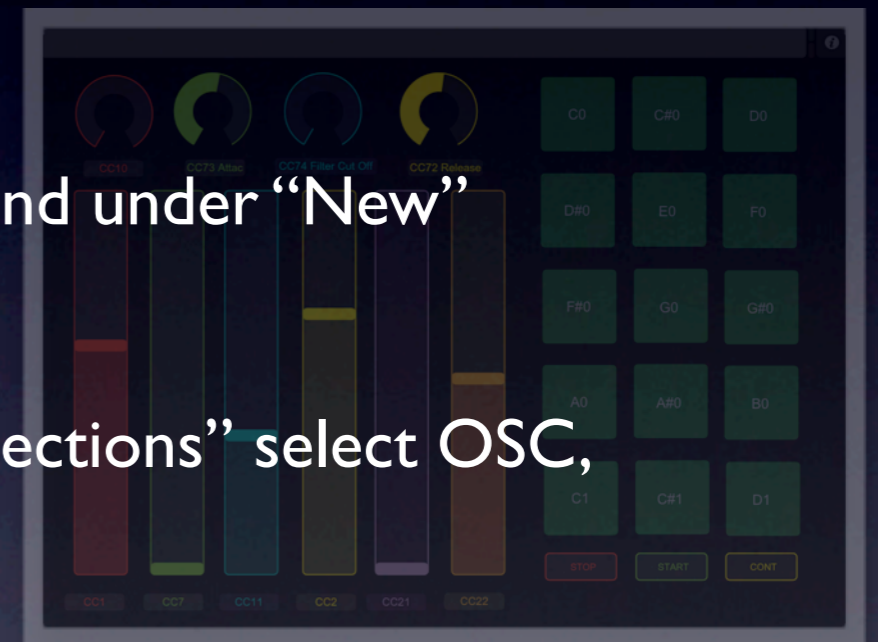 C0 C#0 D0
CC10 CC73 Attac CC74 Filter Cut Off CC72 Release
nd under “New”
D#0 E0 F0
F#0 G0 G#0
A0 A#0 B0
ections” select OSC,
C1 C#1 D1
STOP START CONT
CC1 CC7 CC11 CC2 CC21 CC22